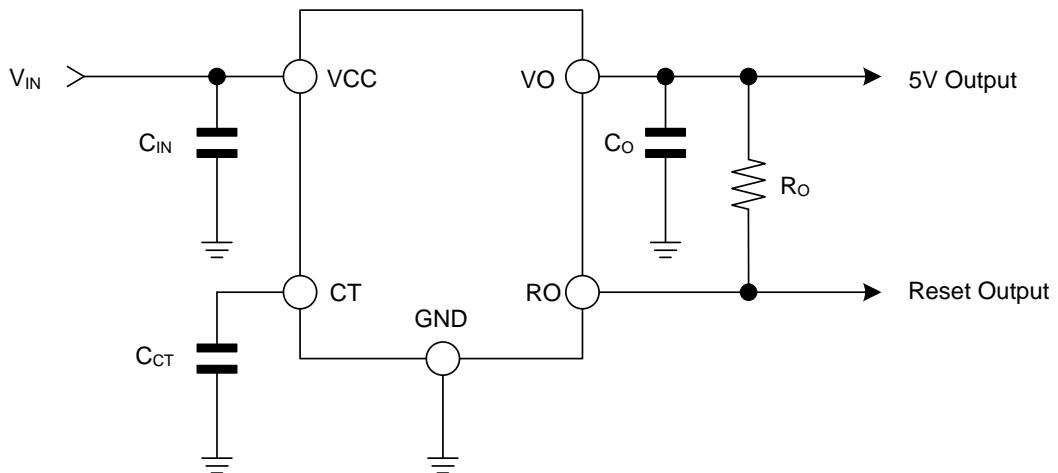 V_IN
VCC
VO
5V Output
C_IN
C_O
R_O
CT
RO
Reset Output
GND
C_CT